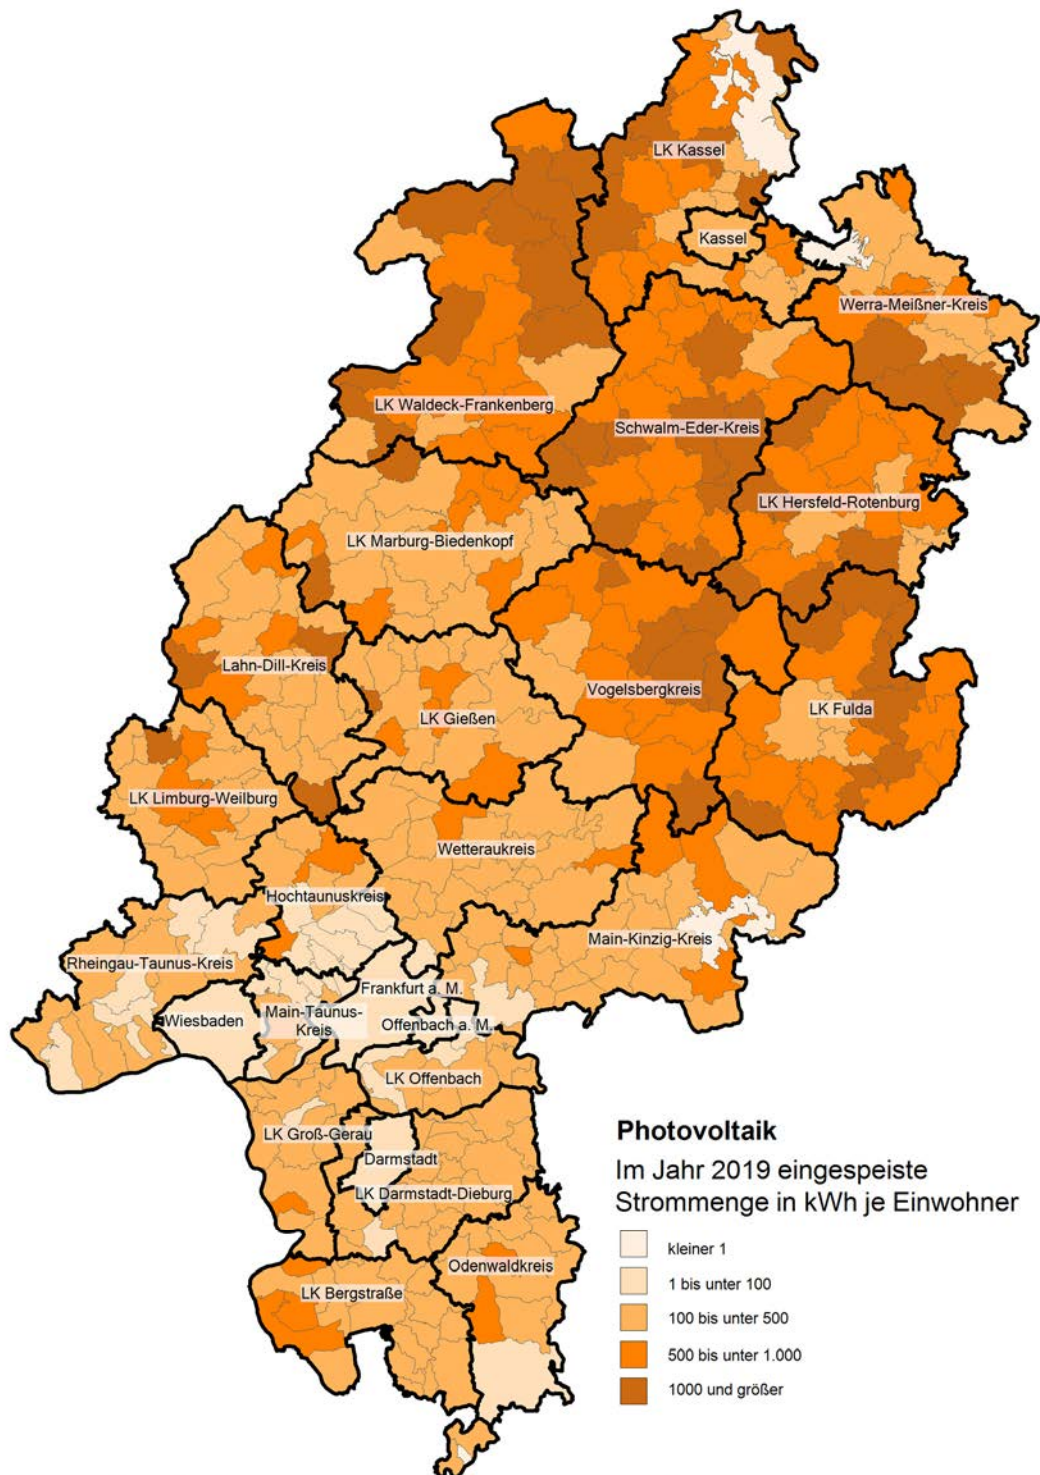 LK Kassel
Kassel
Werra-Meißner-Kreis
LK Waldeck-Frankenberg
Schwalm-Eder-Kreis
LK Hersfeld-Rotenburg
LK Marburg-Biedenkopf
Lahn-Dill-Kreis
Vogelsbergkreis
LK Fulda
LK Gießen
LK Limburg-Weilburg
Wetteraukreis
Hochtaunuskreis
Main-Kinzig-Kreis
Rheingau-Taunus-Kreis
Frankfurt a. M.
Wiesbaden
Main-Taunus-
Kreis
Offenbach a. M.
LK Offenbach
LK Groß-Gerau
Darmstadt
LK Darmstadt-Dieburg
Odenwaldkreis
LK Bergstraße
Photovoltaik
Im Jahr 2019 eingespeiste
Strommenge in kWh je Einwohner
kleiner 1
1 bis unter 100
100 bis unter 500
500 bis unter 1.000
1000 und größer